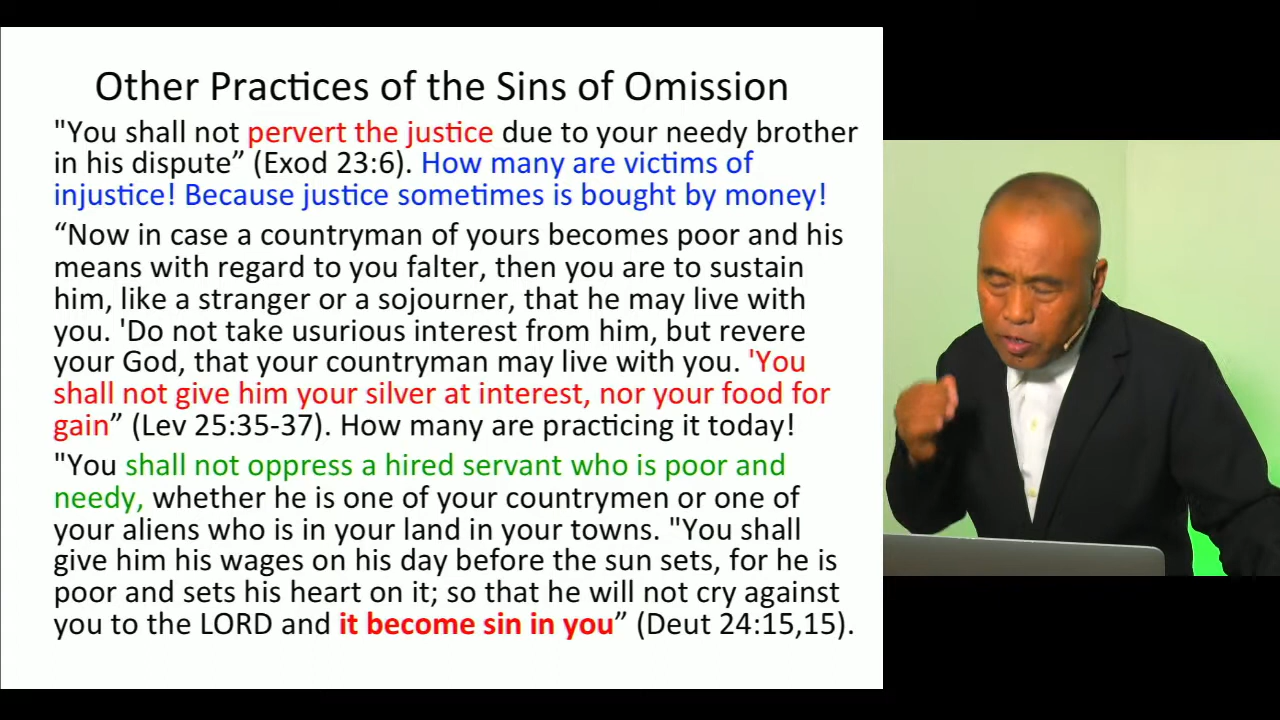 Other Practices of the Sins of Omission
"You shall not pervert the justice due to your needy brother
in his dispute” (Exod 23:6). How many are victims of
injustice! Because justice sometimes is bought by money!
“Now in case a countryman of yours becomes poor and his
means with regard to you falter, then you are to sustain
him, like a stranger or a sojourner, that he may live with
you. 'Do not take usurious interest from him, but revere
your God, that your countryman may live with you. 'You
shall not give him your silver at interest, nor your food for
gain” (Lev 25:35-37). How many are practicing it today!
"You shall not oppress a hired servant who is poor and
needy, whether he is one of your countrymen or one of
your aliens who is in your land in your towns. "You shall
give him his wages on his day before the sun sets, for he is
poor and sets his heart on it; so that he will not cry against
you to the LORD and it become sin in you” (Deut 24:15,15).